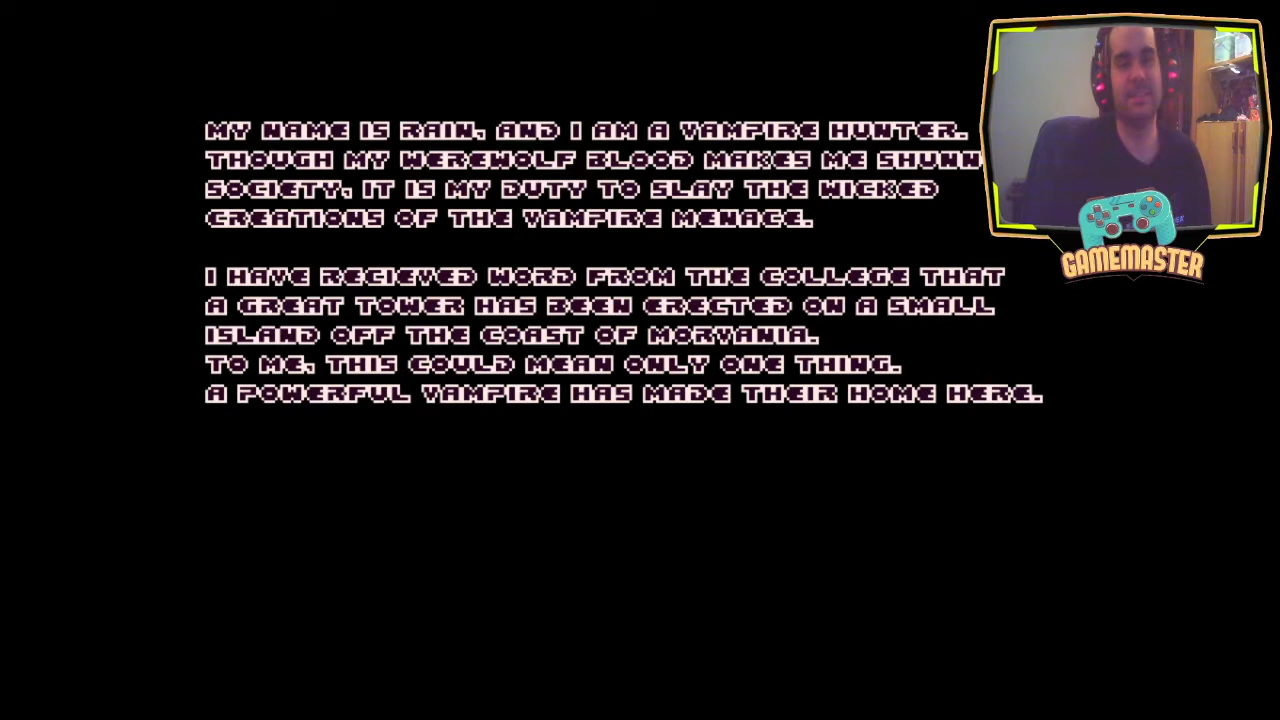 MY NAME IS RAIN, AND I AM A VAMPIRE HUNTER.
THOUGH MY WEREWOLF BLOOD MAKES ME SHUNN
SOCIETY, IT IS MY DUTY TO SLAY THE WICKED
CREATIONS OF THE VAMPIRE MENACE.
I HAVE RECIEVED WORD FROM THE COLLEGE THAT
A GREAT TOWER HAS BEEN ERECTED ON A SMALL
ISLAND OFF THE COAST OF MORVANIA.
TO ME, THIS COULD MEAN ONLY ONE THING.
A POWERFUL VAMPIRE HAS MADE THEIR HOME HERE.
GAMEMASTER